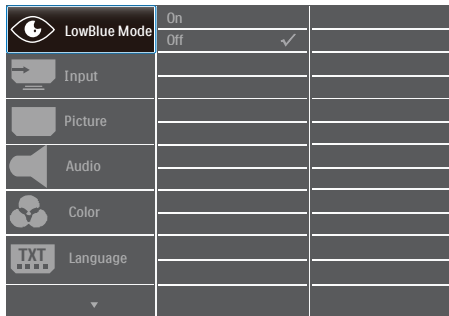 LowBlue Mode
On
Off
Input
Picture
Audio
Color
TXT
Language